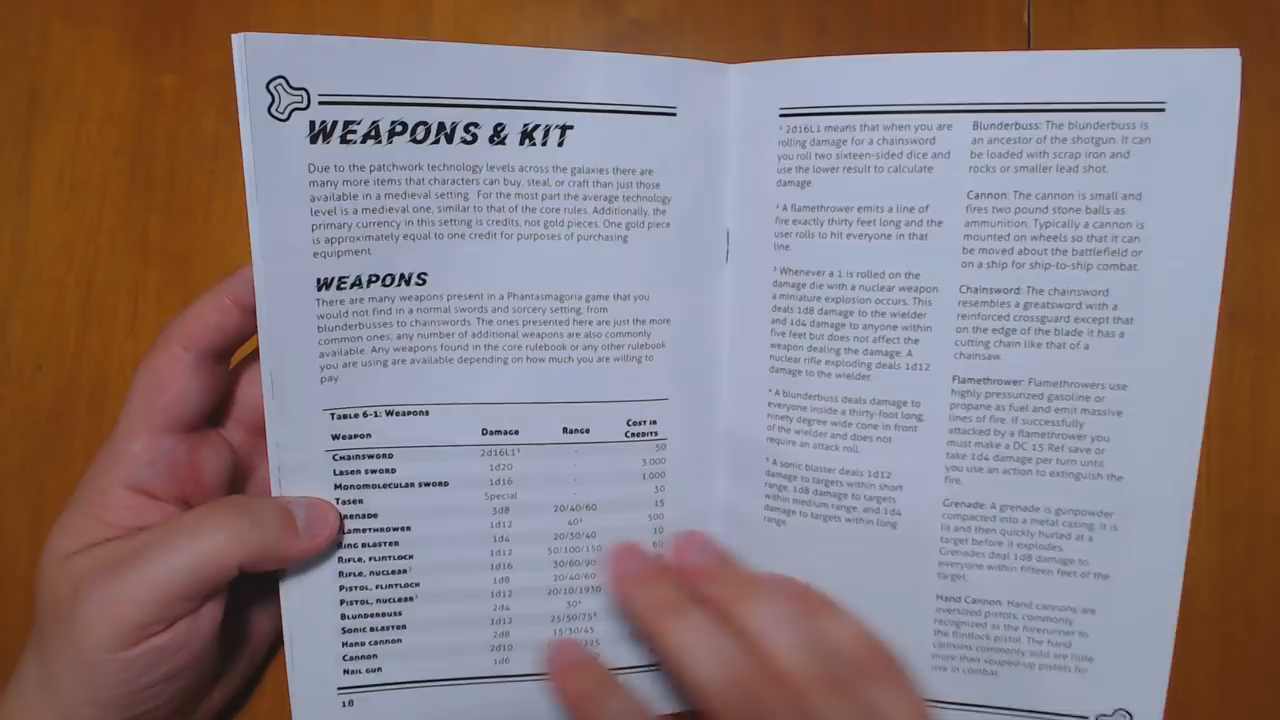 WEAPONS & KIT
Due to the patchwork technology levels across the galaxies there are
many more items that characters can buy, steal, or craft than just those
available in a medieval setting. For the most part the average technology
level is a medieval one, similar to that of the core rules. Additionally, the
primary currency in this setting is credits, not gold pieces. One gold piece
is approximately equal to one credit for purposes of purchasing
equipment.
WEAPONS
There are many weapons present in a Phantasmagoria game that you
would not find in a normal swords and sorcery setting, from
blunderbusses to chainswords. The ones presented here are just the more
common ones; any number of additional weapons are also commonly
available. Any weapons found in the core rulebook or any other rulebook
you are using are available depending on how much you are willing to
pay.
Table 6-1: Weapons
Weapon Damage Range Cost in Credits
Chainsword 2d16L1¹ - 50
Laser sword 1d20 - 3,000
Monomolecular sword 1d16 - 1,000
Taser Special - 30
Grenade 3d8 20/40/60 15
Flamethrower 1d12 40² 500
Ring blaster 1d4 20/30/40 10
Rifle, flintlock 1d12 50/100/150 60
Rifle, nuclear³ 1d16 30/60/90
Pistol, flintlock 1d8 20/40/60
Pistol, nuclear³ 1d12 20/10/1930
Blunderbuss 2d4 30⁴
Sonic blaster 1d12 25/50/75⁵
Hand cannon 2d8 15/30/45
Cannon 2d10
Nail gun 1d6
18
¹ 2d16L1 means that when you are
rolling damage for a chainsword
you roll two sixteen-sided dice and
use the lower result to calculate
damage.
² A flamethrower emits a line of
fire exactly thirty feet long and the
user rolls to hit everyone in that
line.
³ Whenever a 1 is rolled on the
damage die with a nuclear weapon
a miniature explosion occurs. This
deals 1d8 damage to the wielder
and 1d4 damage to anyone within
five feet but does not affect the
weapon dealing the damage. A
nuclear rifle exploding deals 1d12
damage to the wielder.
⁴ A blunderbuss deals damage to
everyone inside a thirty-foot long,
ninety degree wide cone in front
of the wielder and does not
require an attack roll.
⁵ A sonic blaster deals 1d12
damage to targets within short
range, 1d8 damage to targets
within medium range, and 1d4
damage to targets within long
range.
Blunderbuss: The blunderbuss is
an ancestor of the shotgun. It can
be loaded with scrap iron and
rocks or smaller lead shot.
Cannon: The cannon is small and
fires two pound stone balls as
ammunition. Typically a cannon is
mounted on wheels so that it can
be moved about the battlefield or
on a ship for ship-to-ship combat.
Chainsword: The chainsword
resembles a greatsword with a
reinforced crossguard except that
on the edge of the blade it has a
cutting chain like that of a
chainsaw.
Flamethrower: Flamethrowers use
highly pressurized gasoline or
propane as fuel and emit massive
lines of fire. If successfully
attacked by a flamethrower you
must make a DC 15 Ref save or
take 1d4 damage per turn until
you use an action to extinguish the
fire.
Grenade: A grenade is gunpowder
compacted into a metal casing, it is
lit and then quickly hurled at a
target before it explodes.
Grenades deal 1d8 damage to
everyone within fifteen feet of the
target.
Hand Cannon: Hand cannons are
oversized pistols, commonly
recognized as the forerunner to
the flintlock pistol. The hand
cannons commonly sold are little
more than souped-up pistols for
use in combat.